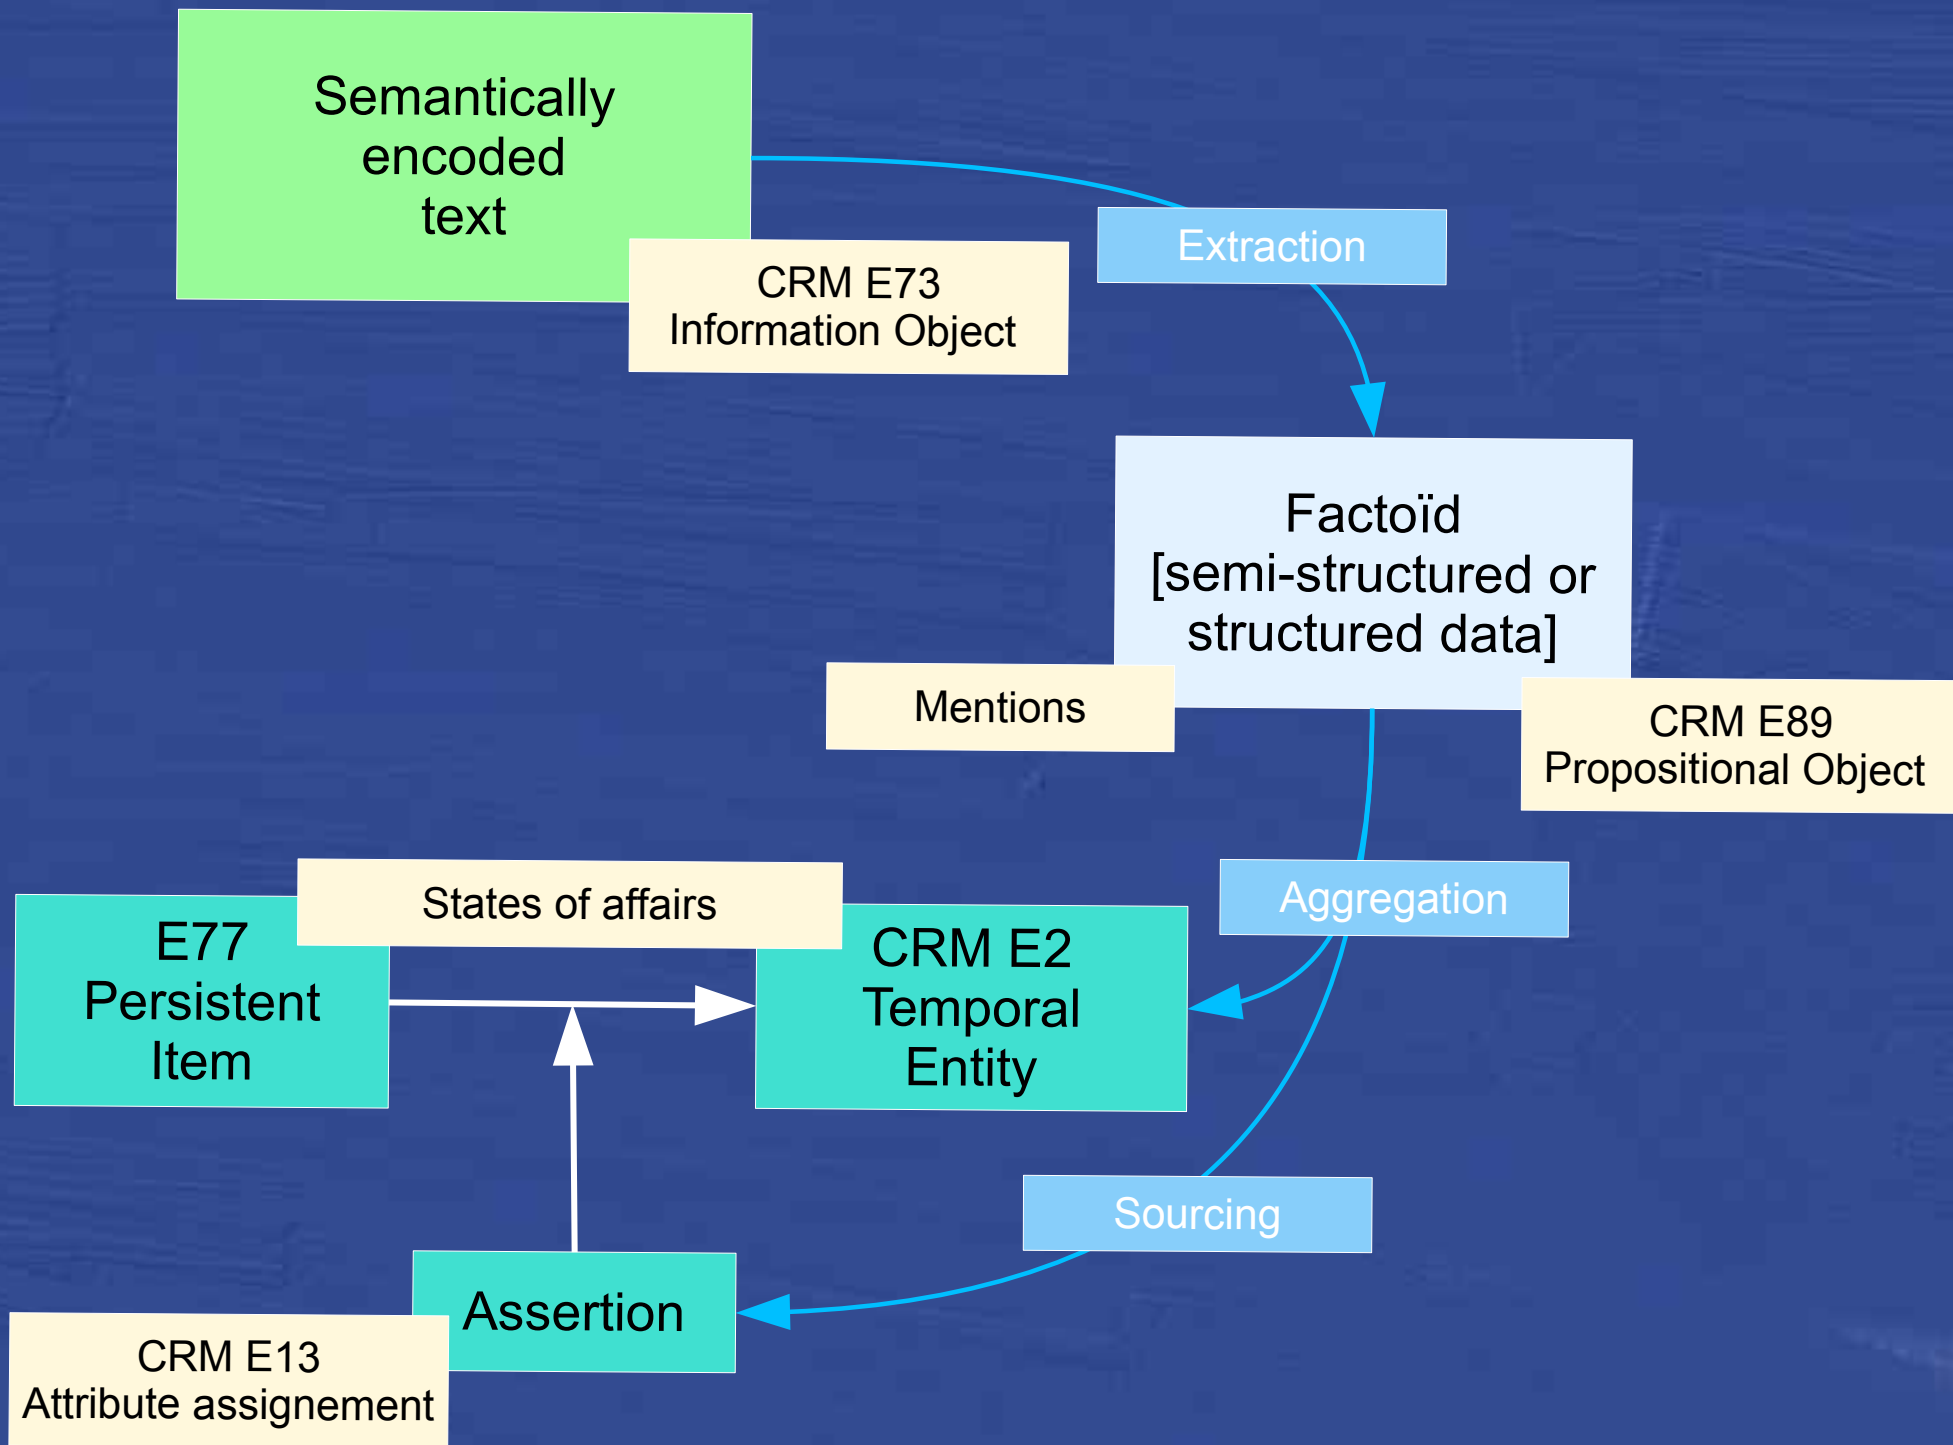 Semantically
encoded
text
CRM E73
Information Object
Extraction
Factoïd
[semi-structured or
structured data]
Mentions
CRM E89
Propositional Object
States of affairs
Aggregation
E77
Persistent
Item
CRM E2
Temporal
Entity
Sourcing
Assertion
CRM E13
Attribute assignement